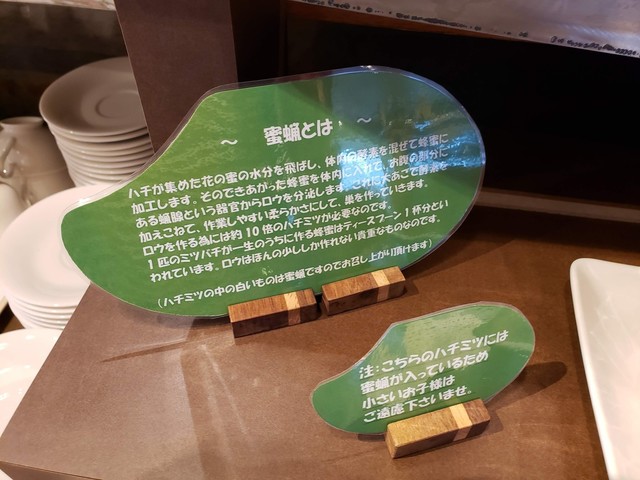 ～ 蜜蝋とは ～
ハチが集めた花の蜜の水分を飛ばし、体内の酵素を混ぜて蜂蜜に
加工します。そのできあがった蜂蜜を体内に入れて、お腹の部分に
ある蝋腺という器官からロウを分泌します。これに大あごで酵素を
加えこねて、作業しやすい柔らかさにして、巣を作っていきます。
ロウを作る為には約10倍のハチミツが必要なのです。
1匹のミツバチが一生のうちに作る蜂蜜はティースプーン1杯分とい
われています。ロウはほんの少ししか作れない貴重なものなのです。
（ハチミツの中の白いものは蜜蝋ですのでお召し上がり頂けます）
注：こちらのハチミツには
蜜蝋が入っているため
小さいお子様は
ご遠慮下さいませ。